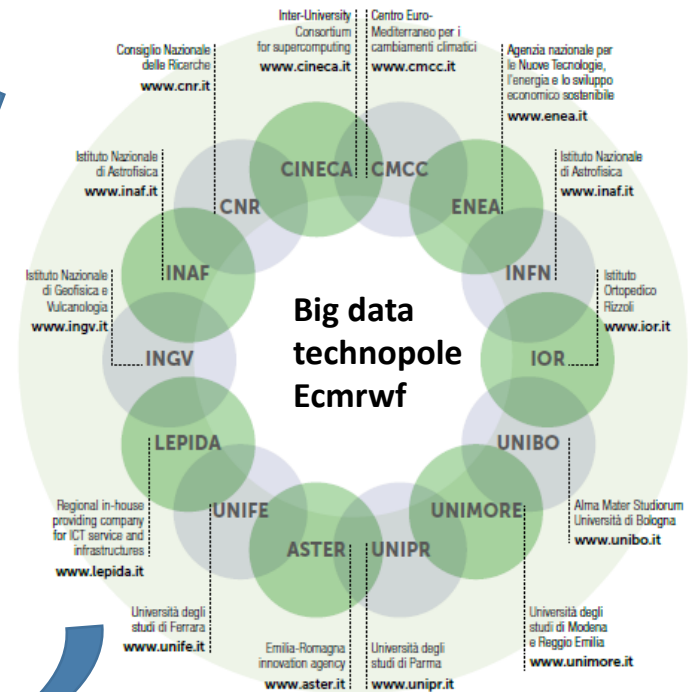 Inter-University
Consortium
for supercomputing
www.cineca.it
Centro Euro-
Mediterraneo per i
cambiamenti climatici
www.cmcc.it
Consiglio Nazionale
delle Ricerche
www.cnr.it
Agenzia nazionale per
le Nuove Tecnologie,
l'energia e lo sviluppo
economico sostenibile
www.enea.it
Istituto Nazionale
di Astrofisica
www.inaf.it
Istituto Nazionale
di Astrofisica
www.inaf.it
CINECA
CMCC
CNR
ENEA
INAF
INFN
Istituto Nazionale
di Geofisica e
Vulcanologia
www.ingv.it
Istituto
Ortopedico
Rizzoli
www.ior.it
Big data
technopole
Ecmrwf
INGV
IOR
LEPIDA
UNIBO
UNIFE
UNIMORE
ASTER
UNIPR
Regional in-house
providing company
for ICT service and
infrastructures
www.lepida.it
Alma Mater Studiorum
Università di Bologna
www.unibo.it
Università degli
studi di Ferrara
www.unife.it
Emilia-Romagna
innovation agency
www.aster.it
Università degli
studi di Parma
www.unipr.it
Università degli
studi di Modena
e Reggio Emilia
www.unimore.it